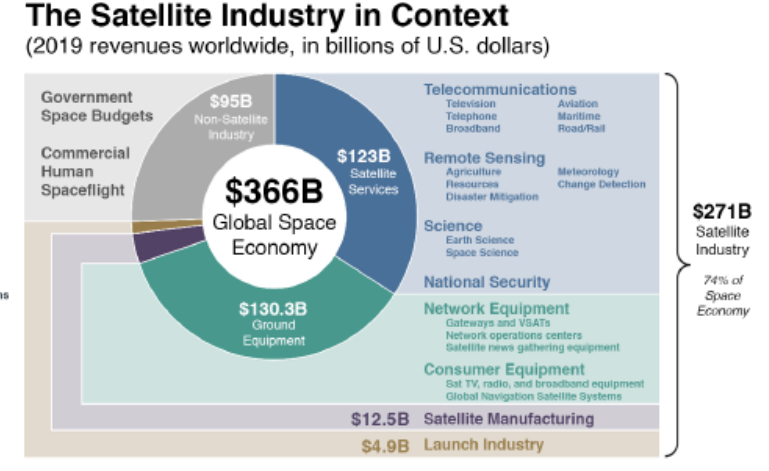 The Satellite Industry in Context
(2019 revenues worldwide, in billions of U.S. dollars)
Government
Space Budgets
Commercial
Human
Spaceflight
$95B
Non-Satellite
Industry
$123B
Satellite
Services
$366B
Global Space
Economy
$130.3B
Ground
Equipment
Telecommunications
Television
Telephone
Broadband
Aviation
Maritime
Road/Rail
Remote Sensing
Agriculture
Resources
Disaster Mitigation
Meteorology
Change Detection
Science
Earth Science
Space Science
National Security
Network Equipment
Gateways and VSATs
Network operations centers
Satellite news gathering equipment
Consumer Equipment
Sat TV, radio, and broadband equipment
Global Navigation Satellite Systems
$12.5B Satellite Manufacturing
$4.9B Launch Industry
$271B
Satellite
Industry
74% of
Space
Economy